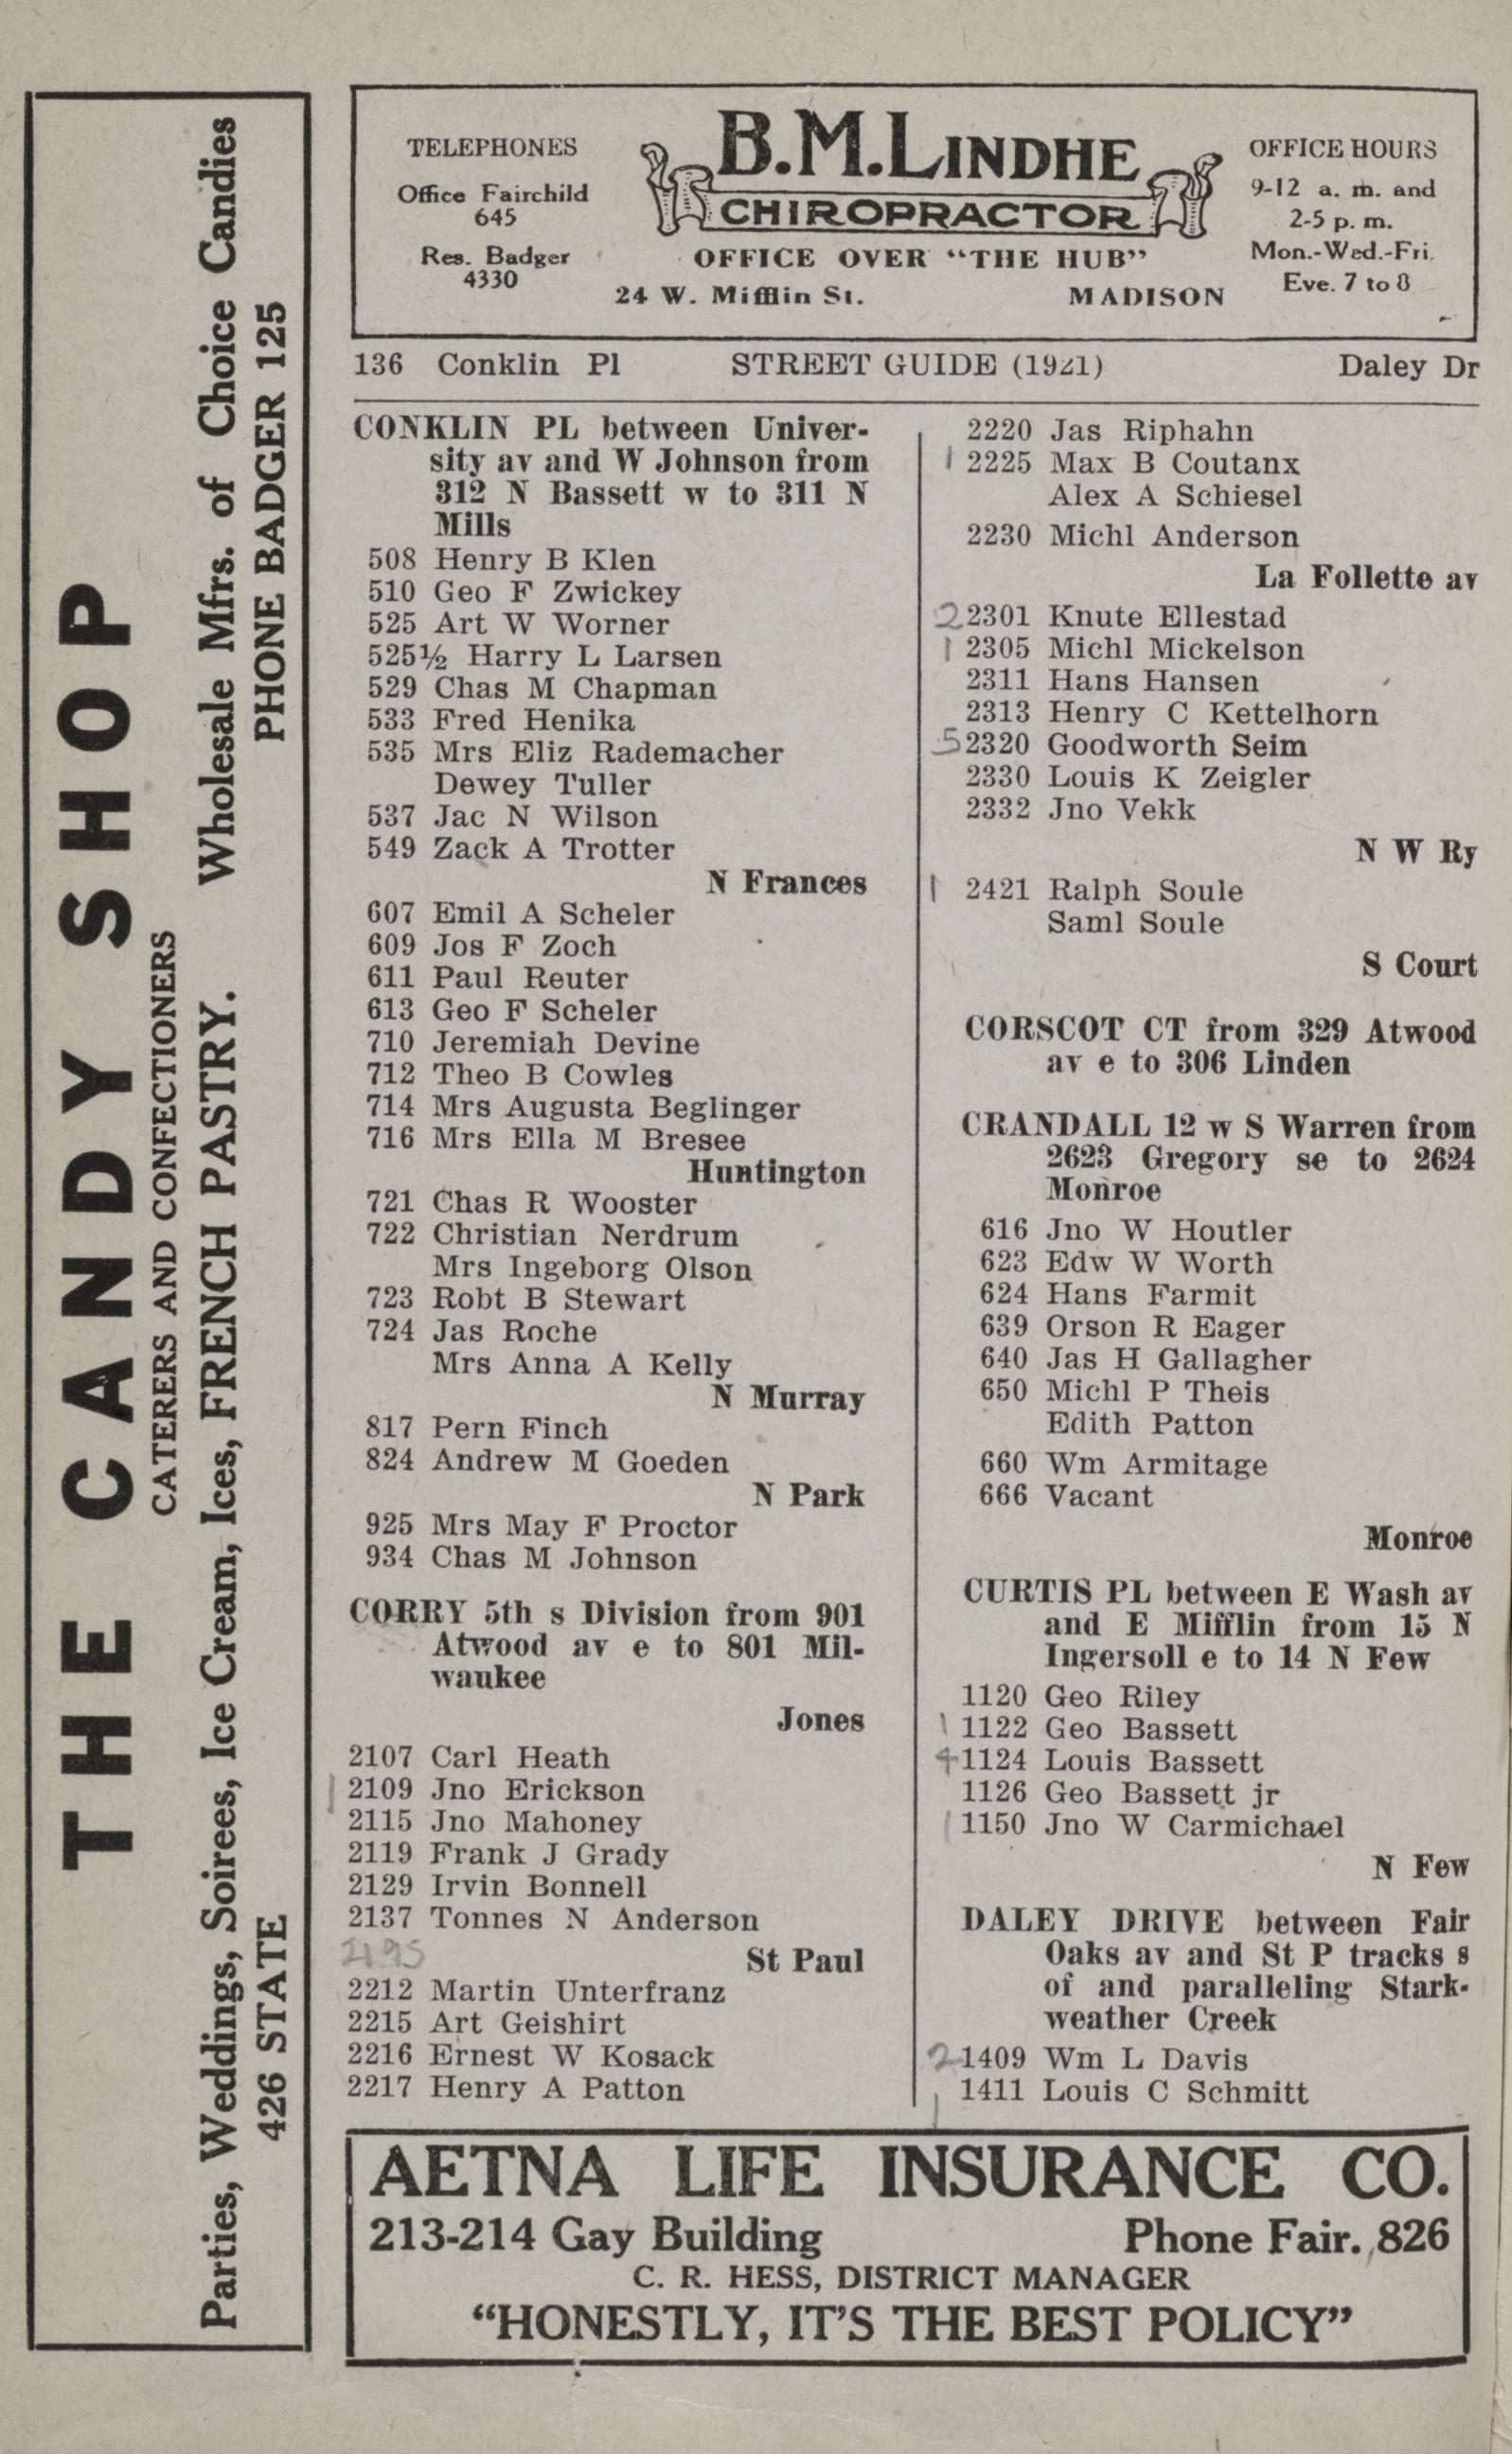 THE CANDY SHOP
CATERERS AND CONFECTIONERS
Parties, Weddings, Soirees, Ice Cream, Ices, FRENCH PASTRY. Wholesale Mfrs. of Choice Candies
426 STATE PHONE BADGER 125
TELEPHONES
Office Fairchild
645
Res. Badger
4330
B.M.LINDHE
CHIROPRACTOR
OFFICE OVER "THE HUB"
24 W. Mifflin St. MADISON
OFFICE HOURS
9-12 a. m. and
2-5 p. m.
Mon.-Wed.-Fri.
Eve. 7 to 8
136 Conklin Pl STREET GUIDE (1921) Daley Dr
CONKLIN PL between Univer-
sity av and W Johnson from
312 N Bassett w to 311 N
Mills
508 Henry B Klen
510 Geo F Zwickey
525 Art W Worner
525½ Harry L Larsen
529 Chas M Chapman
533 Fred Henika
535 Mrs Eliz Rademacher
Dewey Tuller
537 Jac N Wilson
549 Zack A Trotter
N Frances
607 Emil A Scheler
609 Jos F Zoch
611 Paul Reuter
613 Geo F Scheler
710 Jeremiah Devine
712 Theo B Cowles
714 Mrs Augusta Beglinger
716 Mrs Ella M Bresee
Huntington
721 Chas R Wooster
722 Christian Nerdrum
Mrs Ingeborg Olson
723 Robt B Stewart
724 Jas Roche
Mrs Anna A Kelly
N Murray
817 Pern Finch
824 Andrew M Goeden
N Park
925 Mrs May F Proctor
934 Chas M Johnson
CORRY 5th s Division from 901
Atwood av e to 801 Mil-
waukee
Jones
2107 Carl Heath
1 2109 Jno Erickson
2115 Jno Mahoney
2119 Frank J Grady
2129 Irvin Bonnell
2137 Tonnes N Anderson
St Paul
2212 Martin Unterfranz
2215 Art Geishirt
2216 Ernest W Kosack
2217 Henry A Patton
2220 Jas Riphahn
1 2225 Max B Coutanx
Alex A Schiesel
2230 Michl Anderson
La Follette av
2 2301 Knute Ellestad
1 2305 Michl Mickelson
2311 Hans Hansen
2313 Henry C Kettelhorn
5 2320 Goodworth Seim
2330 Louis K Zeigler
2332 Jno Vekk
N W Ry
1 2421 Ralph Soule
Saml Soule
S Court
CORSCOT CT from 329 Atwood
av e to 306 Linden
CRANDALL 12 w S Warren from
2623 Gregory se to 2624
Monroe
616 Jno W Houtler
623 Edw W Worth
624 Hans Farmit
639 Orson R Eager
640 Jas H Gallagher
650 Michl P Theis
Edith Patton
660 Wm Armitage
666 Vacant
Monroe
CURTIS PL between E Wash av
and E Mifflin from 15 N
Ingersoll e to 14 N Few
1120 Geo Riley
1 1122 Geo Bassett
4 1124 Louis Bassett
1126 Geo Bassett jr
1 1150 Jno W Carmichael
N Few
DALEY DRIVE between Fair
Oaks av and St P tracks s
of and paralleling Stark-
weather Creek
2 1409 Wm L Davis
1 1411 Louis C Schmitt
AETNA LIFE INSURANCE CO.
213-214 Gay Building Phone Fair. 826
C. R. HESS, DISTRICT MANAGER
"HONESTLY, IT'S THE BEST POLICY"